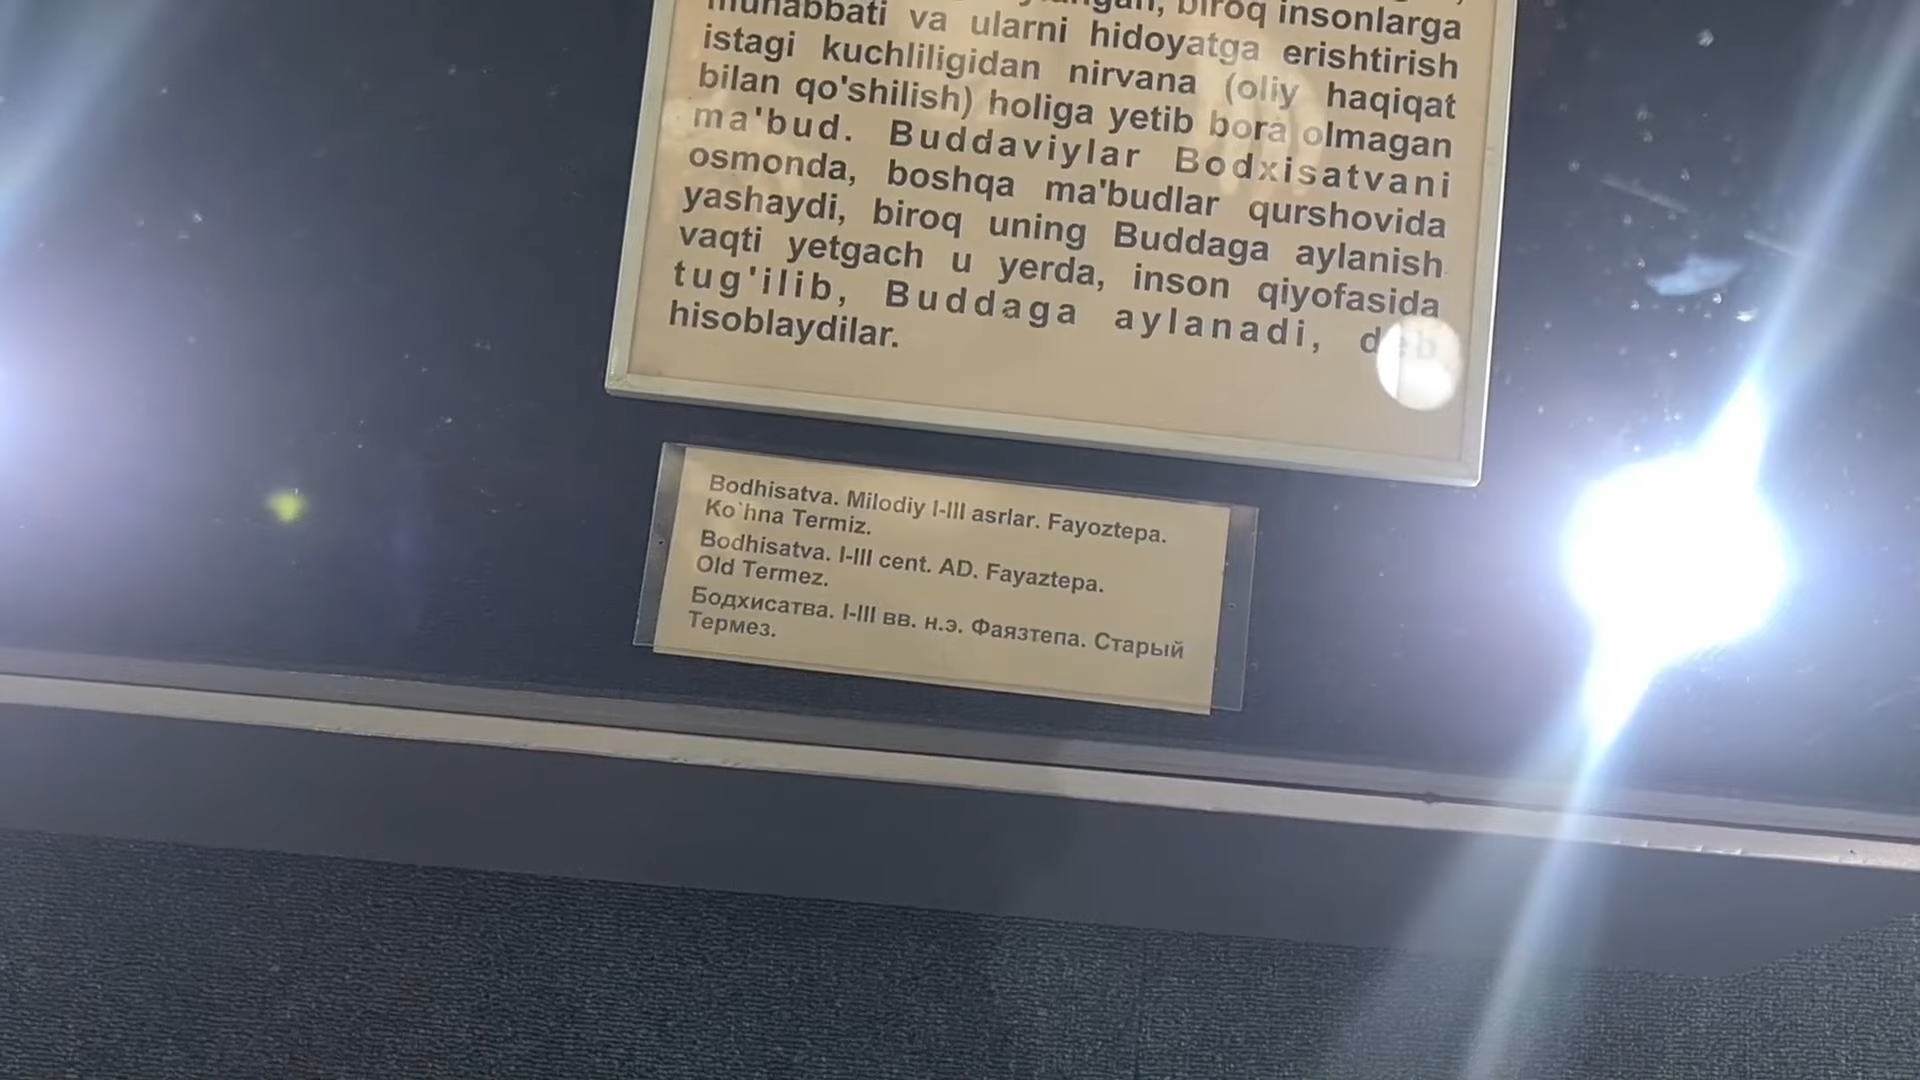 biroq insonlarga
muhabbati va ularni hidoyatga erishtirish
istagi kuchliligidan nirvana (oliy haqiqat
bilan qo'shilish) holiga yetib bora olmagan
ma'bud. Buddaviylar Bodxisatvani
osmonda, boshqa ma'budlar qurshovida
yashaydi, biroq uning Buddaga aylanish
vaqti yetgach u yerda, inson qiyofasida
tug'ilib, Buddaga aylanadi, deb
hisoblaydilar.
Bodhisatva. Milodiy I-III asrlar. Fayoztepa.
Ko`hna Termiz.
Bodhisatva. I-III cent. AD. Fayaztepa.
Old Termez.
Бодхисатва. I-III вв. н.э. Фаязтепа. Старый
Термез.